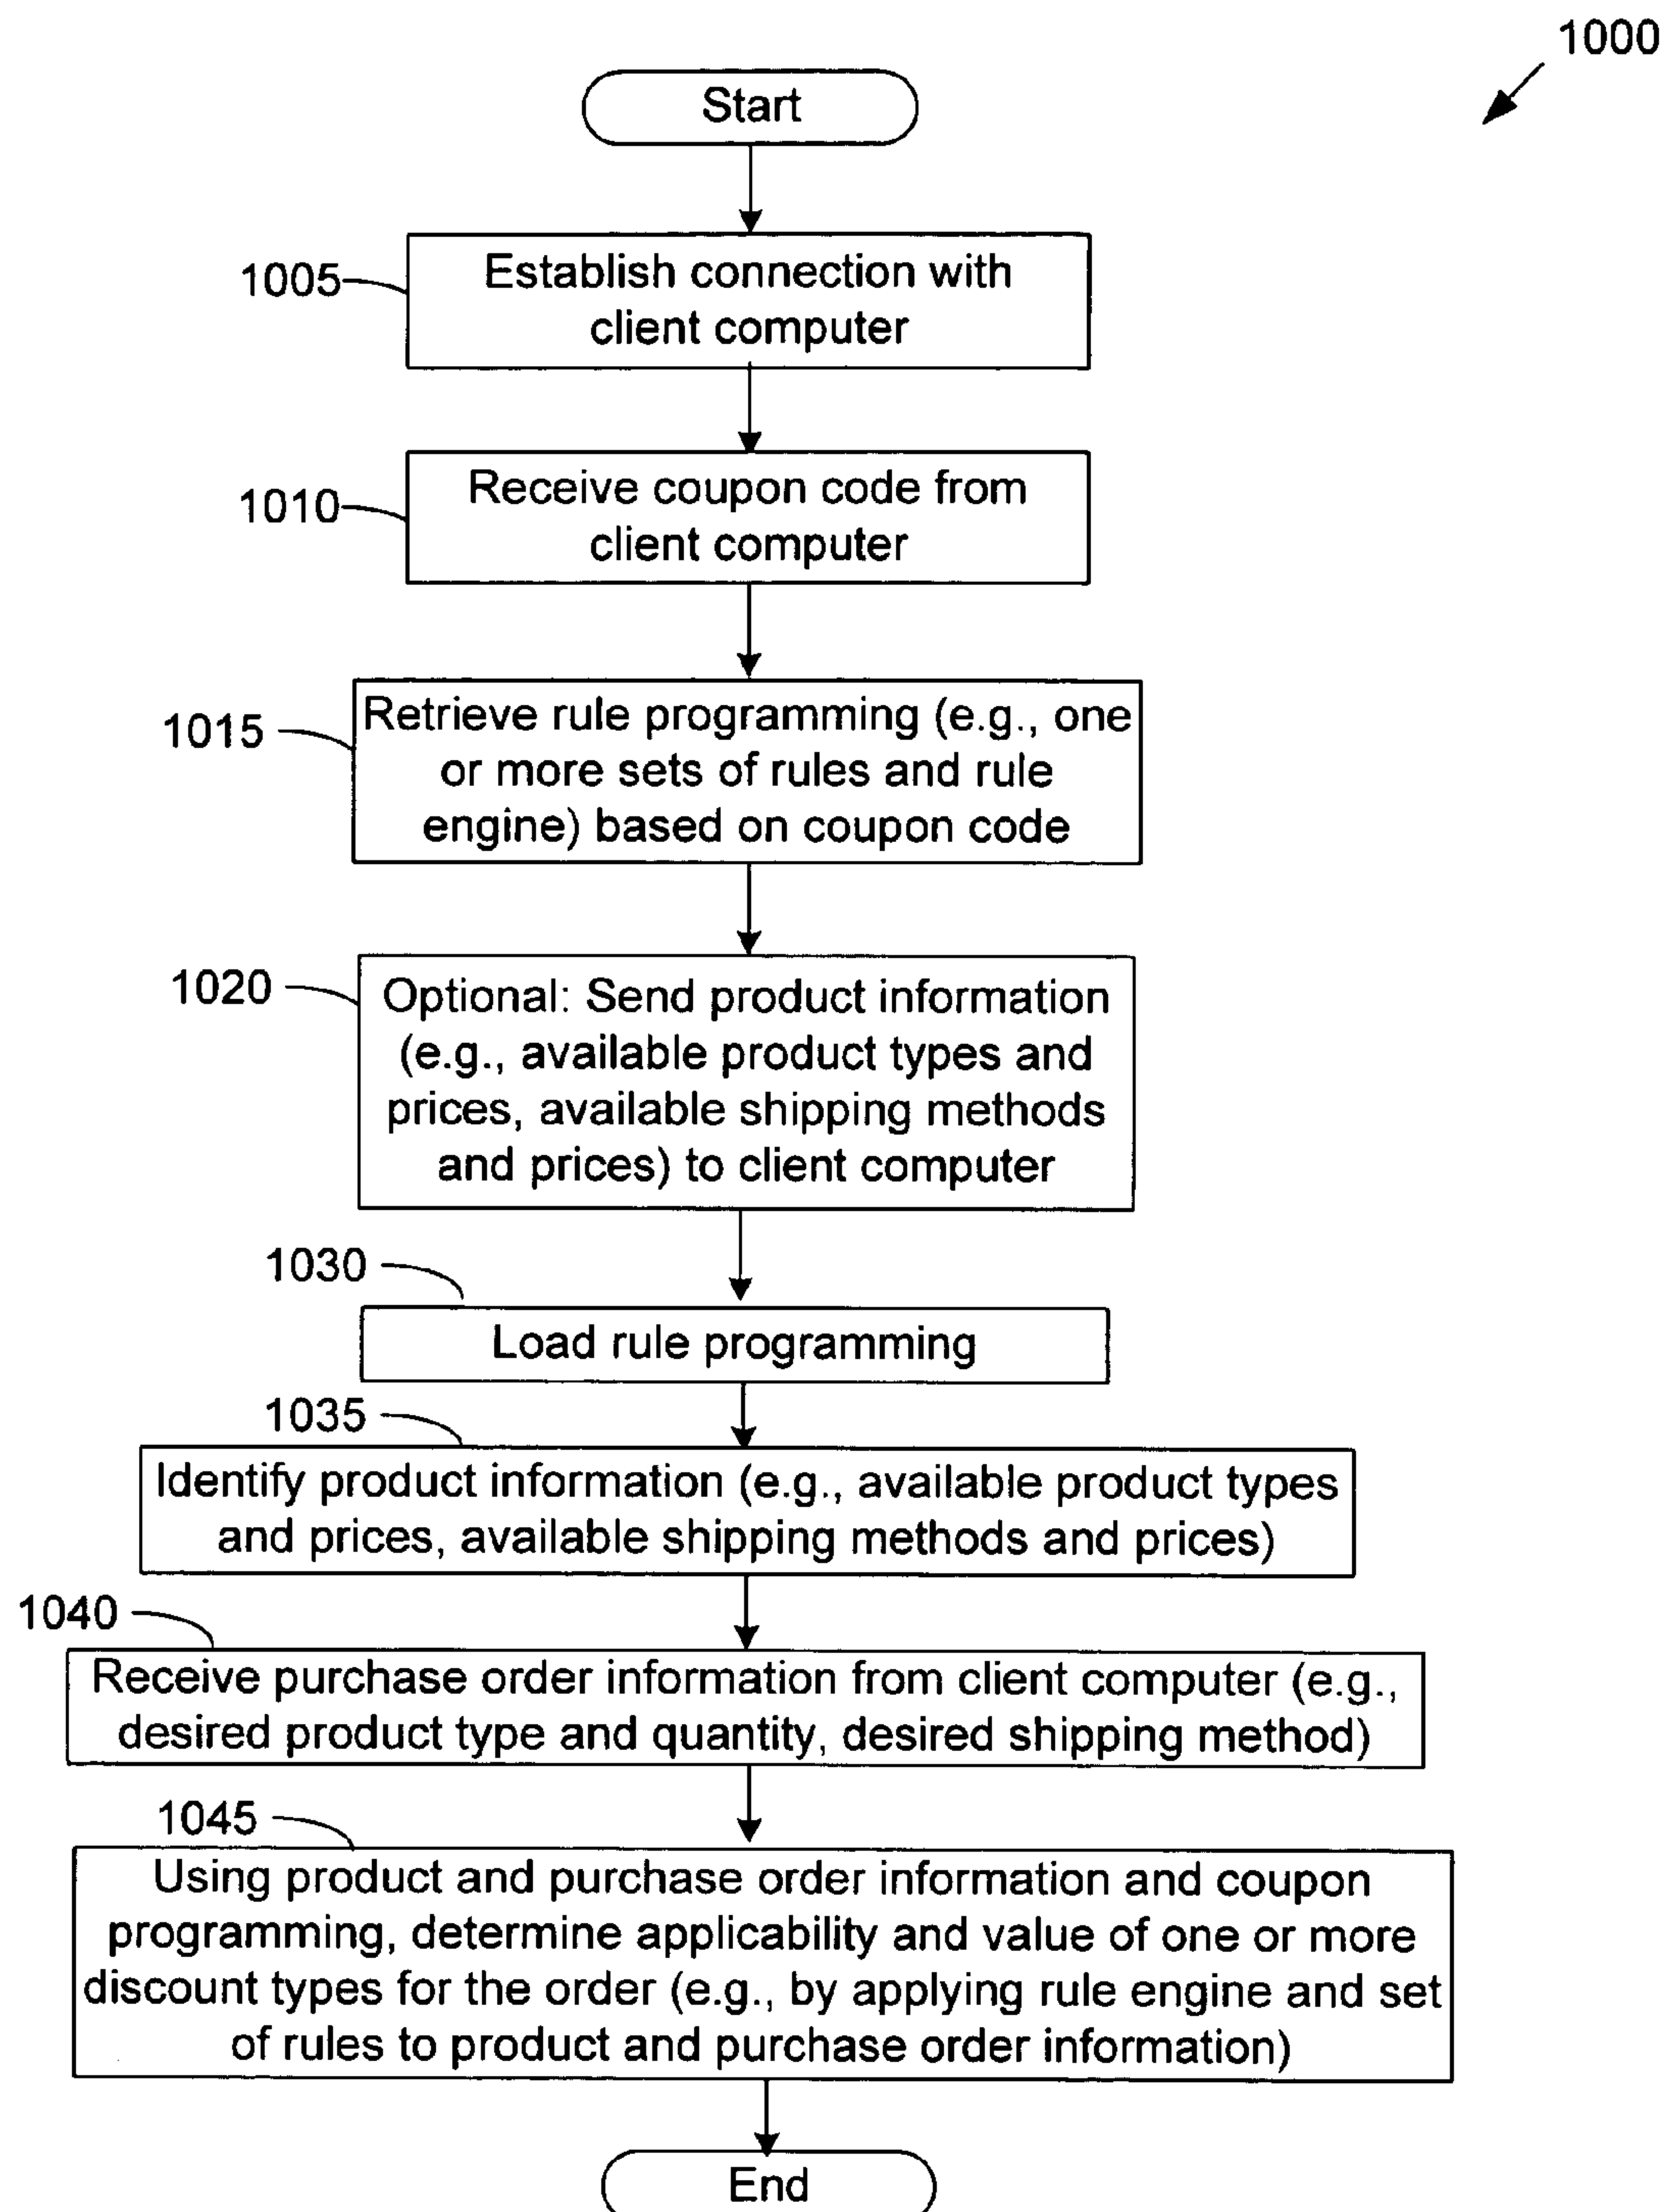 1000
Start
1005
Establish connection with
client computer
1010
Receive coupon code from
client computer
1015
Retrieve rule programming (e.g., one
or more sets of rules and rule
engine) based on coupon code
1020
Optional: Send product information
(e.g., available product types and
prices, available shipping methods
and prices) to client computer
1030
Load rule programming
1035
Identify product information (e.g., available product types
and prices, available shipping methods and prices)
1040
Receive purchase order information from client computer (e.g.,
desired product type and quantity, desired shipping method)
1045
Using product and purchase order information and coupon
programming, determine applicability and value of one or more
discount types for the order (e.g., by applying rule engine and set
of rules to product and purchase order information)
End